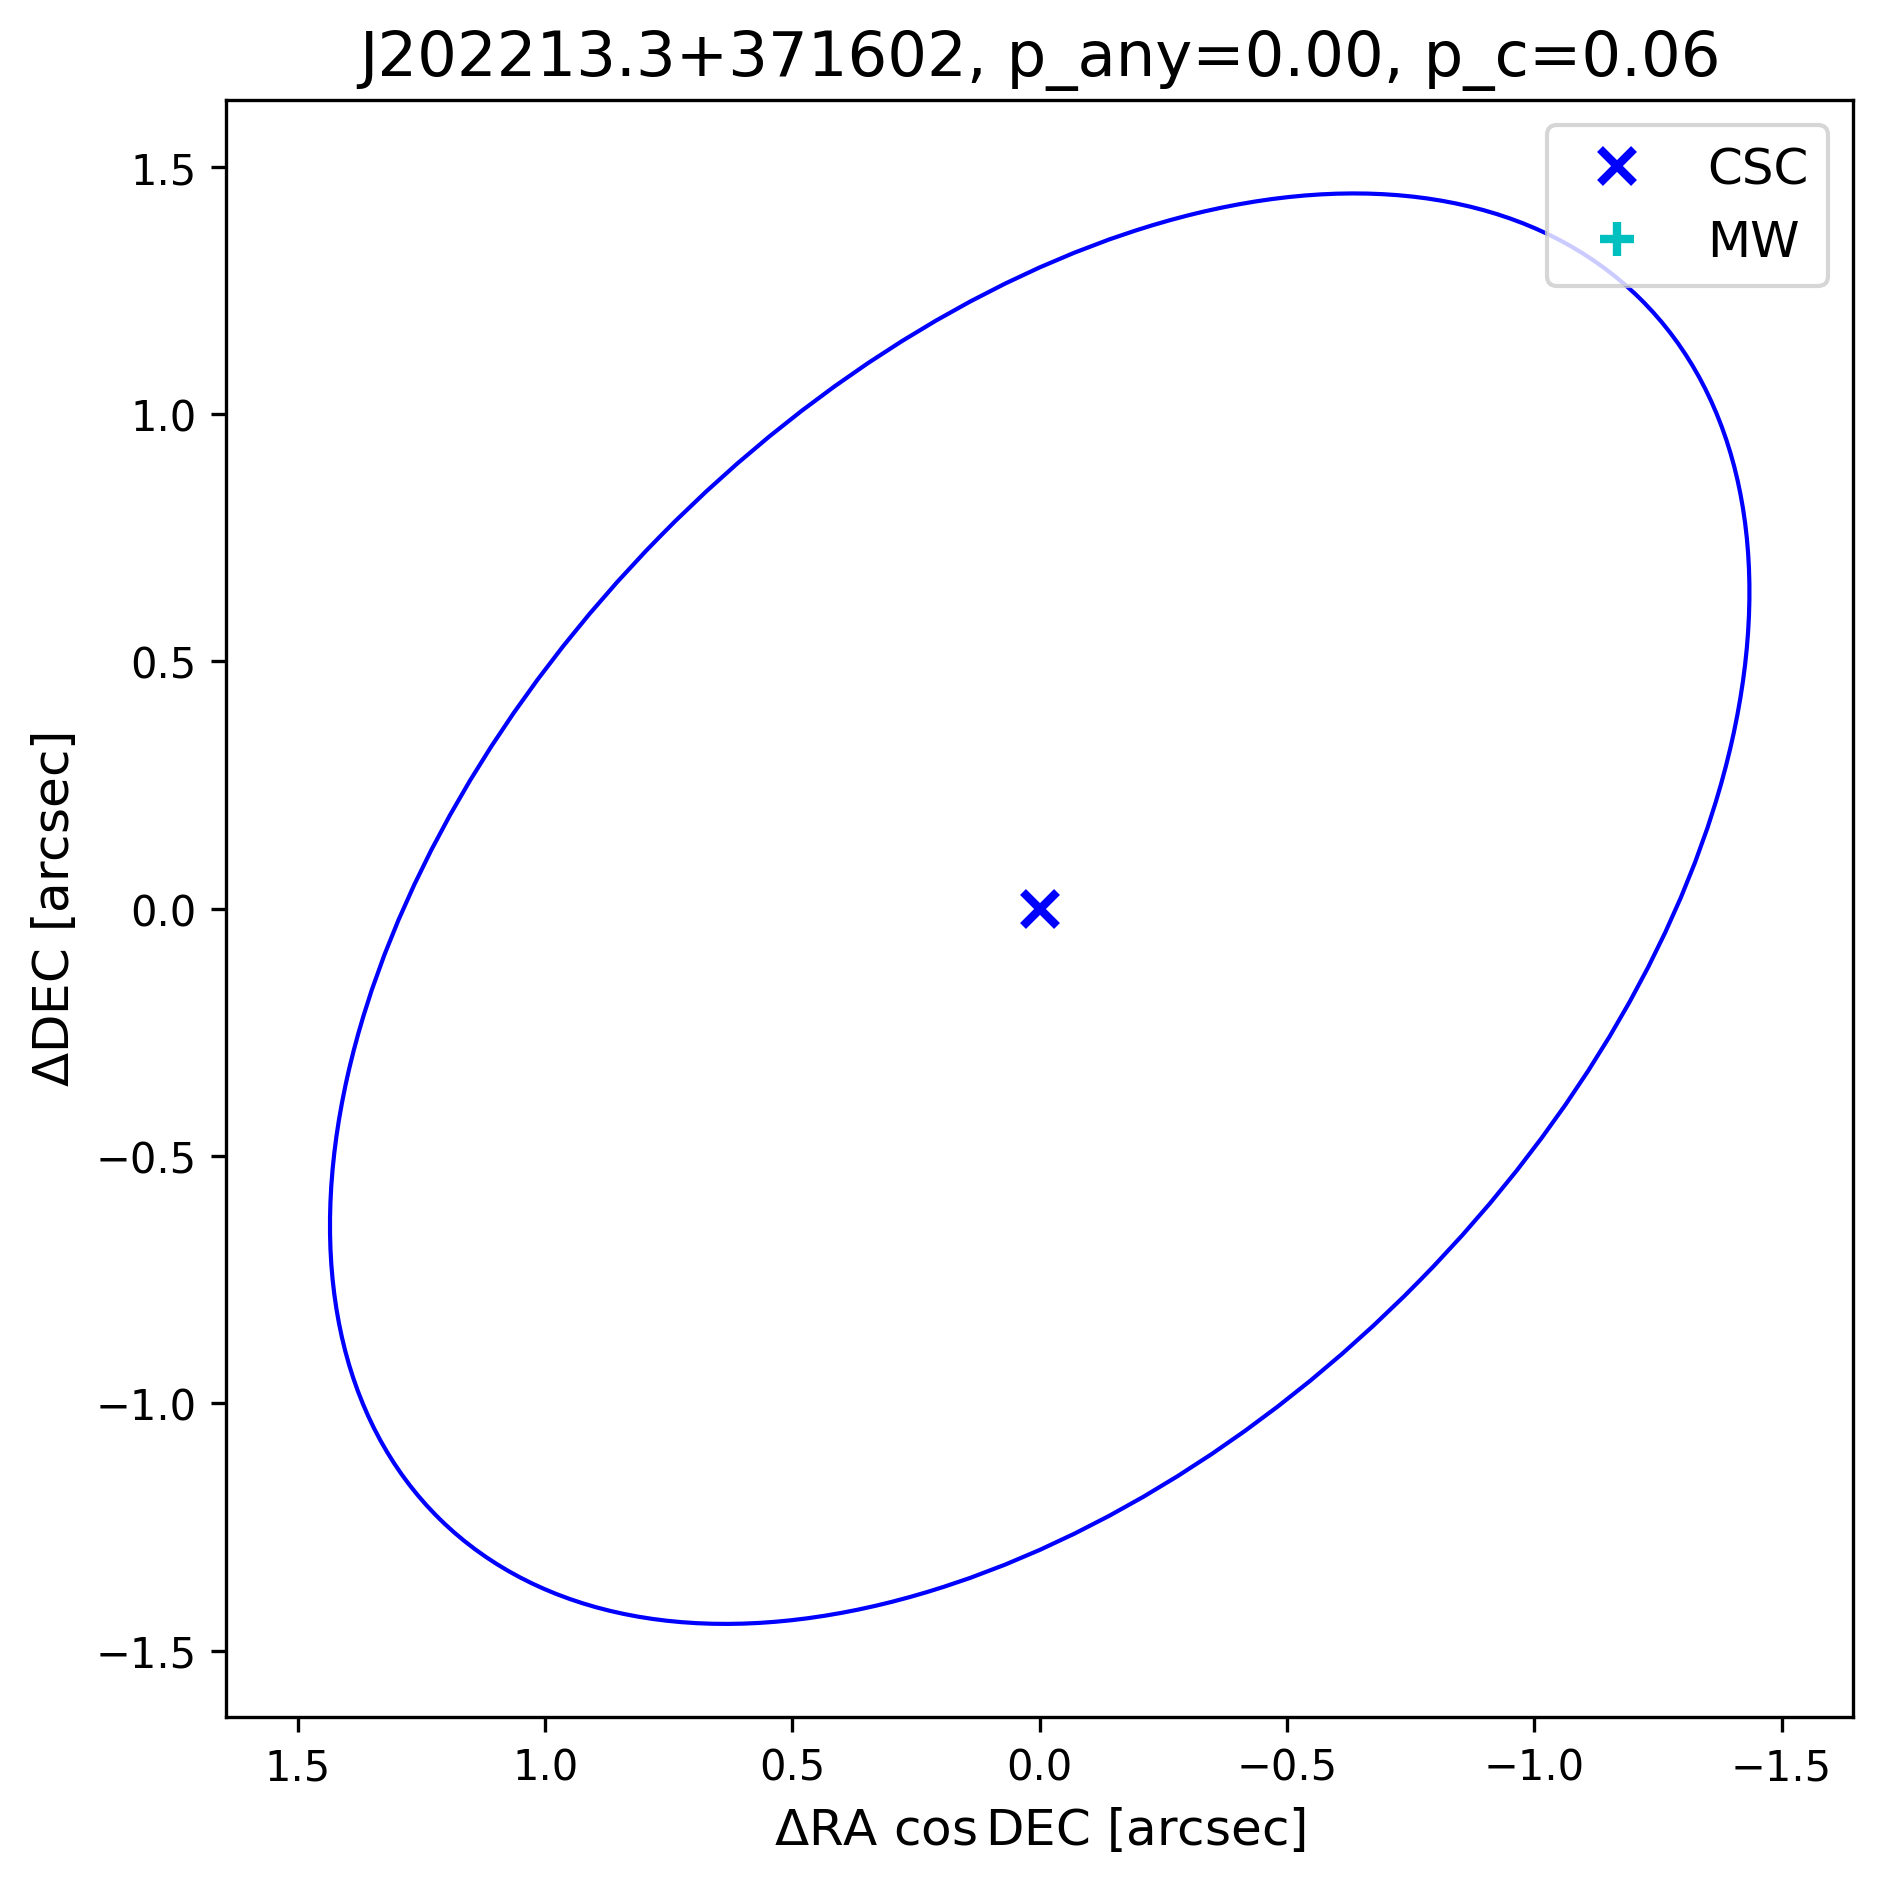 J202213.3+371602, p_any=0.00, p_c=0.06
CSC
MW
1.5
1.0
0.5
0.0
−0.5
−1.0
−1.5
ΔDEC [arcsec]
1.5 1.0 0.5 0.0 −0.5 −1.0 −1.5
ΔRA cos DEC [arcsec]